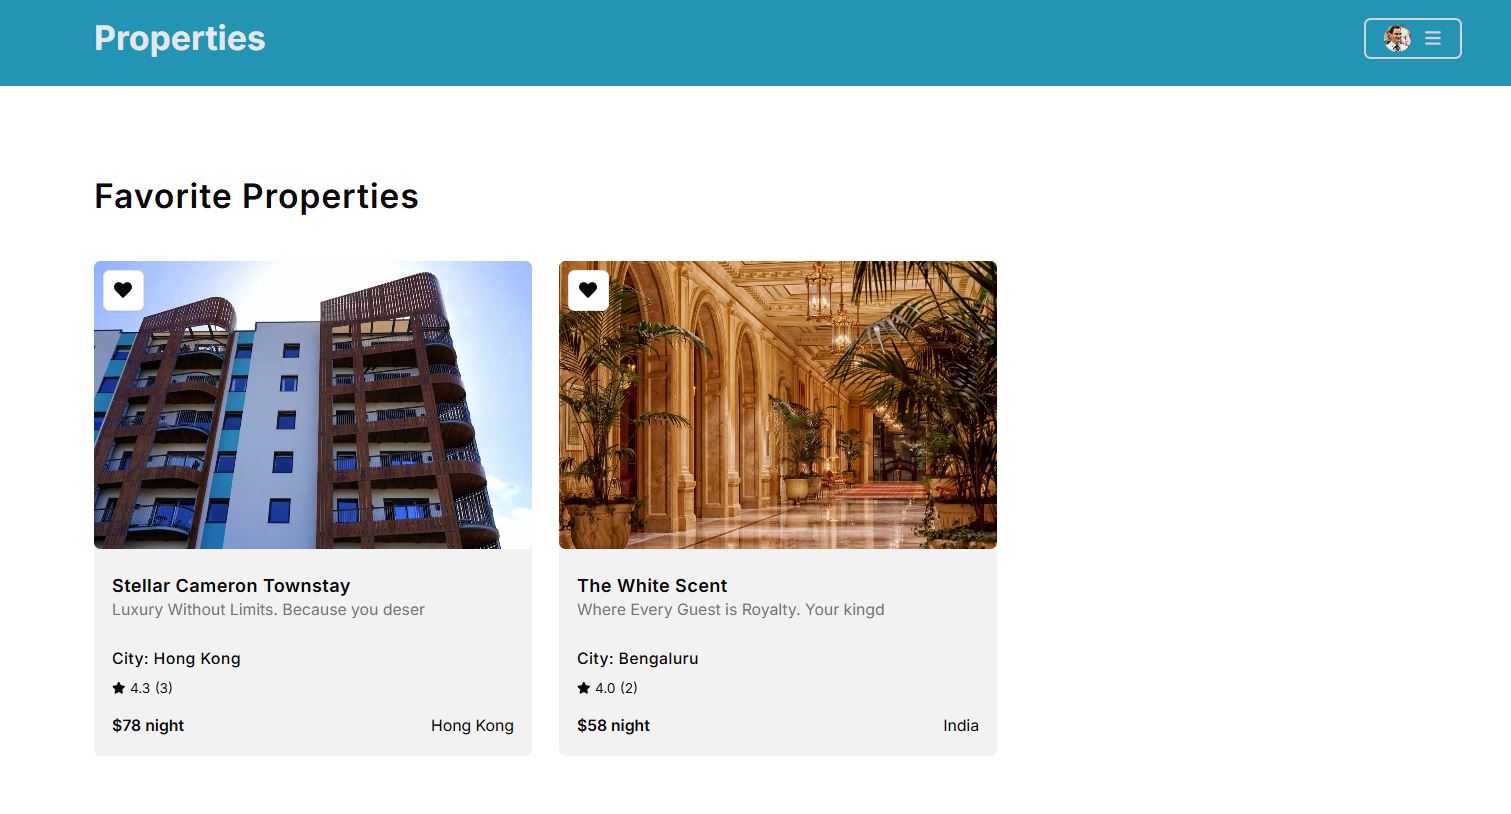 Properties
Favorite Properties
Stellar Cameron Townstay
Luxury Without Limits. Because you deser
City: Hong Kong
4.3 (3)
$78 night
Hong Kong
The White Scent
Where Every Guest is Royalty. Your kingd
City: Bengaluru
4.0 (2)
$58 night
India